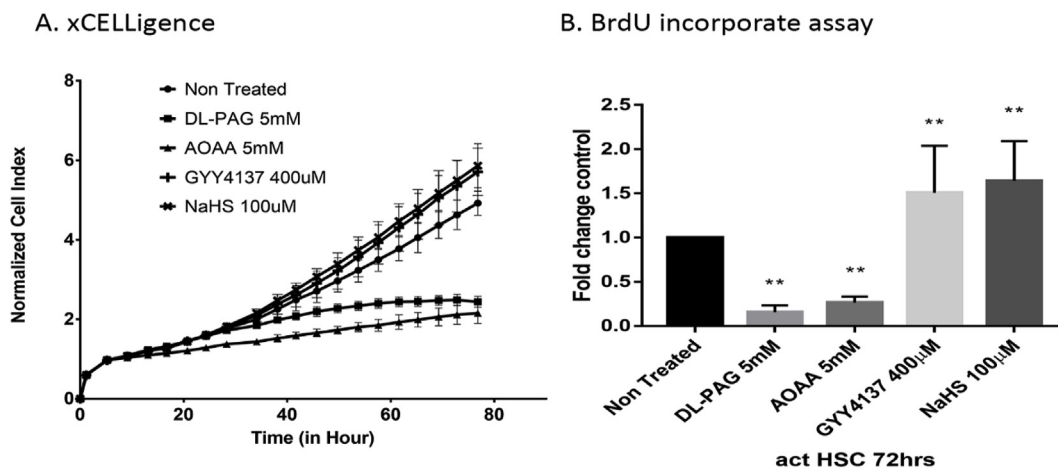 A. xCELLigence
Normalized Cell Index
8
6
4
2
0
Non Treated
DL-PAG 5mM
AOAA 5mM
GYY4137 400uM
NaHS 100uM
0
20
40
60
80
Time (in Hour)
B. BrdU incorporate assay
Fold change control
2.5
2.0
1.5
1.0
0.5
0.0
**
**
**
**
Non Treated
DL-PAG 5mM
AOAA 5mM
GYY4137 400μM
NaHS 100μM
act HSC 72hrs